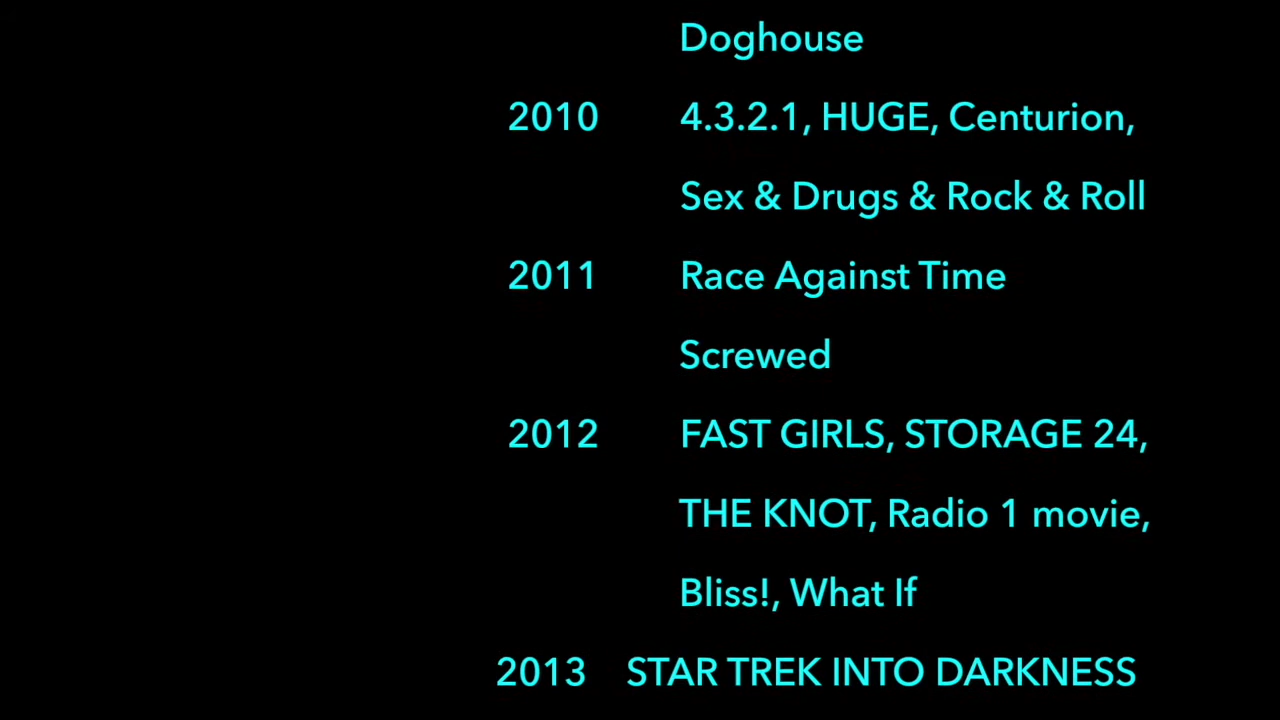 Doghouse
2010 4.3.2.1, HUGE, Centurion,
Sex & Drugs & Rock & Roll
2011 Race Against Time
Screwed
2012 FAST GIRLS, STORAGE 24,
THE KNOT, Radio 1 movie,
Bliss!, What If
2013 STAR TREK INTO DARKNESS